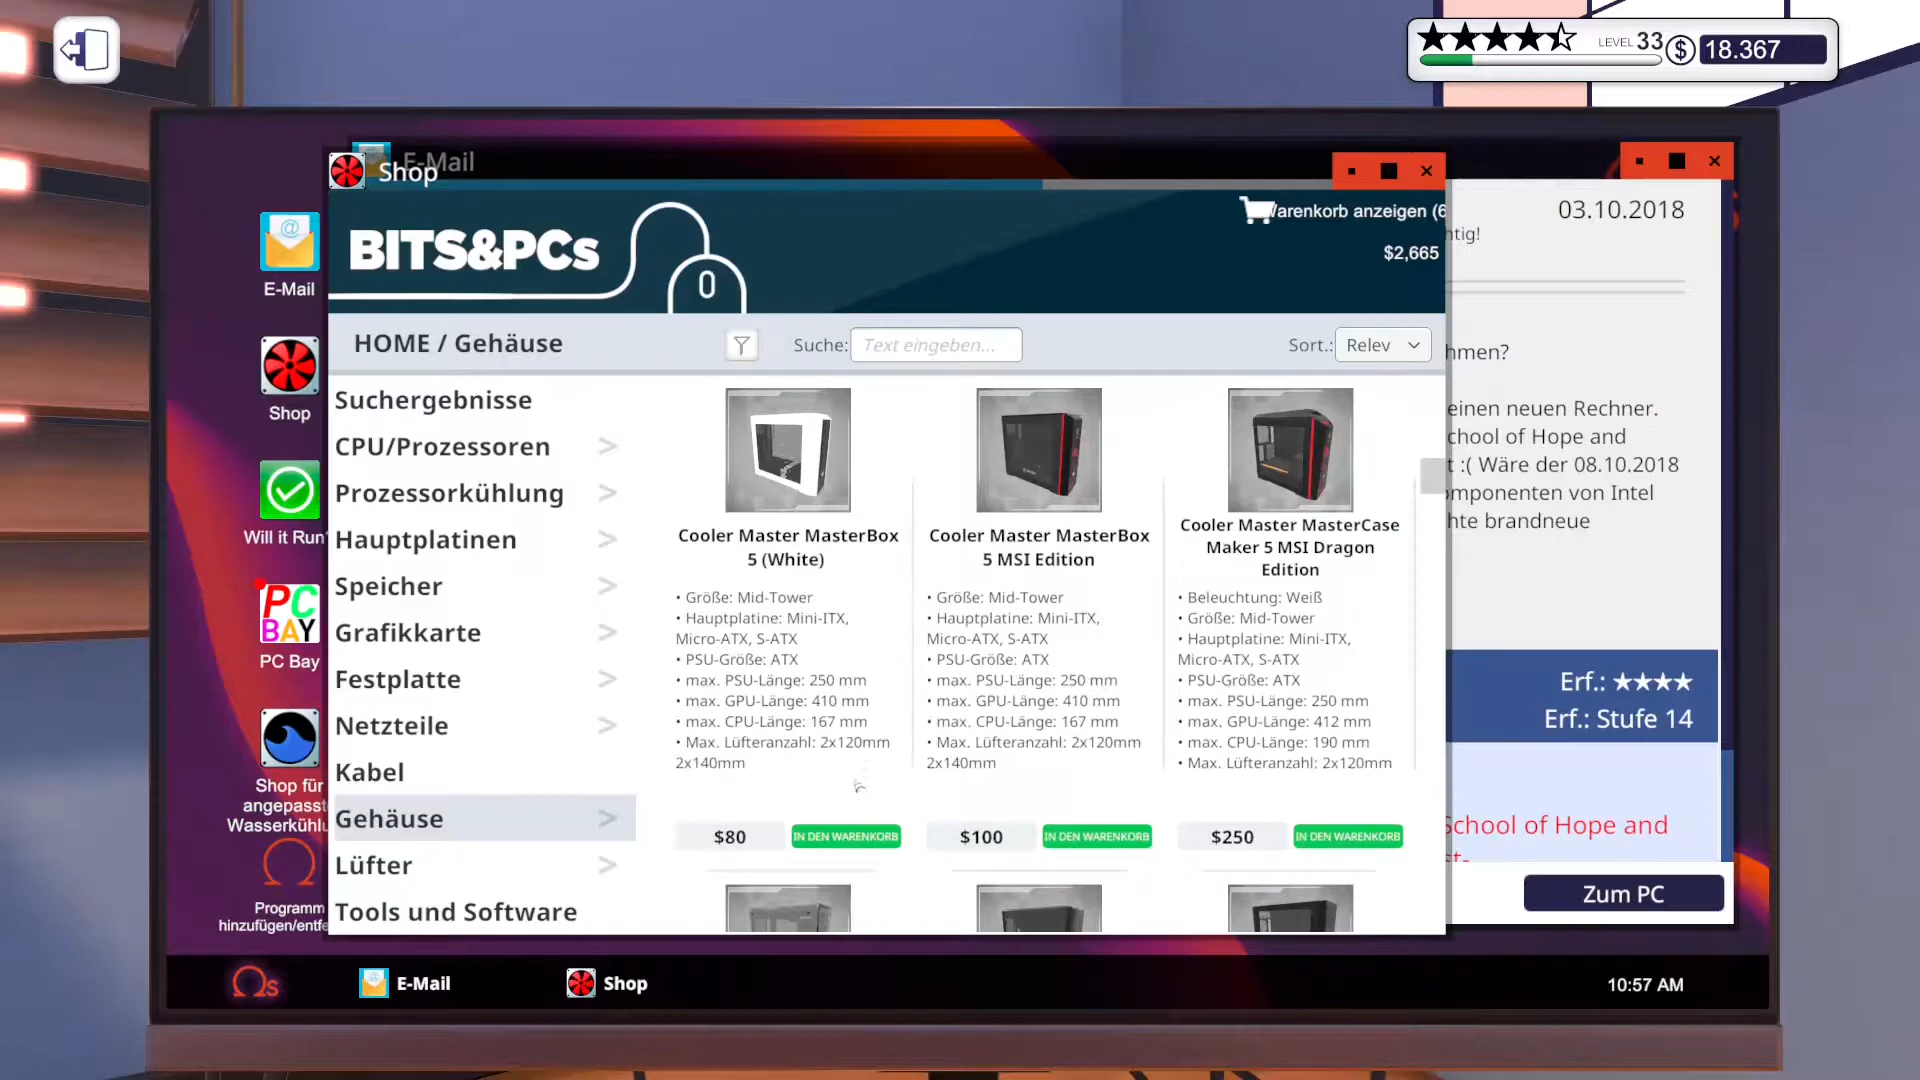 LEVEL 33
$ 18.367
E-Mail
Shop
BITS&PCs
arenkorb anzeigen (6
$2,665
HOME / Gehäuse
Suche: Text eingeben...
Sort.: Relev
Suchergebnisse
CPU/Prozessoren >
Prozessorkühlung >
Hauptplatinen >
Speicher >
Grafikkarte >
Festplatte >
Netzteile >
Kabel
Gehäuse >
Lüfter >
Tools und Software
Cooler Master MasterBox
5 (White)
• Größe: Mid-Tower
• Hauptplatine: Mini-ITX,
Micro-ATX, S-ATX
• PSU-Größe: ATX
• max. PSU-Länge: 250 mm
• max. GPU-Länge: 410 mm
• max. CPU-Länge: 167 mm
• Max. Lüfteranzahl: 2x120mm
2x140mm
$80
IN DEN WARENKORB
Cooler Master MasterBox
5 MSI Edition
• Größe: Mid-Tower
• Hauptplatine: Mini-ITX,
Micro-ATX, S-ATX
• PSU-Größe: ATX
• max. PSU-Länge: 250 mm
• max. GPU-Länge: 410 mm
• max. CPU-Länge: 167 mm
• Max. Lüfteranzahl: 2x120mm
2x140mm
$100
IN DEN WARENKORB
Cooler Master MasterCase
Maker 5 MSI Dragon
Edition
• Beleuchtung: Weiß
• Größe: Mid-Tower
• Hauptplatine: Mini-ITX,
Micro-ATX, S-ATX
• PSU-Größe: ATX
• max. PSU-Länge: 250 mm
• max. GPU-Länge: 412 mm
• max. CPU-Länge: 190 mm
• Max. Lüfteranzahl: 2x120mm
$250
IN DEN WARENKORB
03.10.2018
htig!
hmen?
einen neuen Rechner.
chool of Hope and
t :( Wäre der 08.10.2018
omponenten von Intel
hte brandneue
Erf.: ★★★★
Erf.: Stufe 14
School of Hope and
Zum PC
E-Mail
Shop
Will it Run?
PC
BAY
PC Bay
Shop für
angepasst
Wasserkühlu
Programm
hinzufügen/entfe
Ωs
E-Mail
Shop
10:57 AM